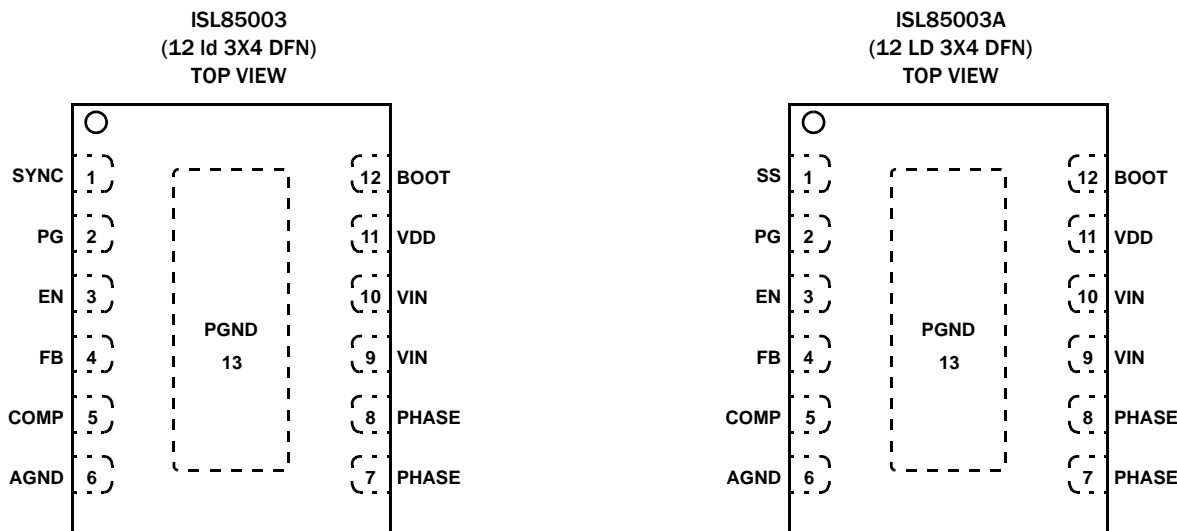 ISL85003
(12 ld 3X4 DFN)
TOP VIEW
SYNC 1
PG 2
EN 3
FB 4
COMP 5
AGND 6
PGND
13
12 BOOT
11 VDD
10 VIN
9 VIN
8 PHASE
7 PHASE
ISL85003A
(12 LD 3X4 DFN)
TOP VIEW
SS 1
PG 2
EN 3
FB 4
COMP 5
AGND 6
PGND
13
12 BOOT
11 VDD
10 VIN
9 VIN
8 PHASE
7 PHASE